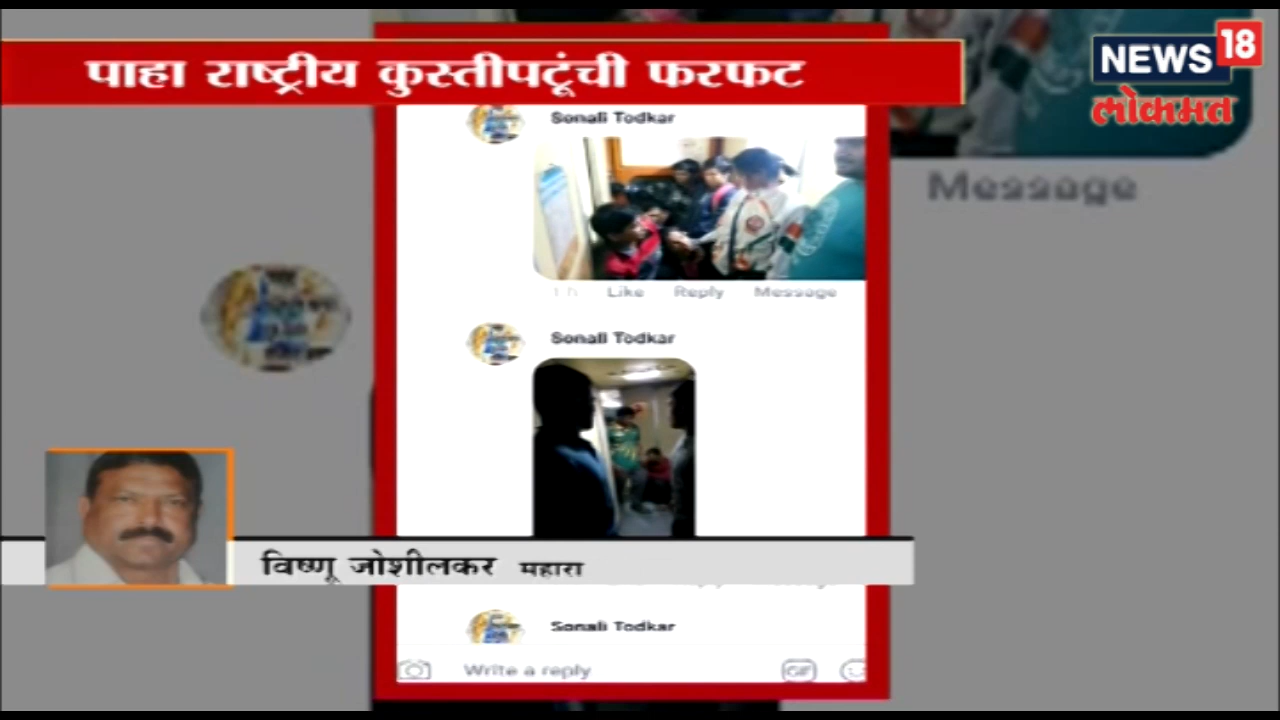 पाहा राष्ट्रीय कुस्तीपटूंची फरफट
NEWS 18
लोकमत
Sonali Todkar
Message
1 h Like Reply Message
Sonali Todkar
विष्णू जोशीलकर महारा
Sonali Todkar
Write a reply
GIF